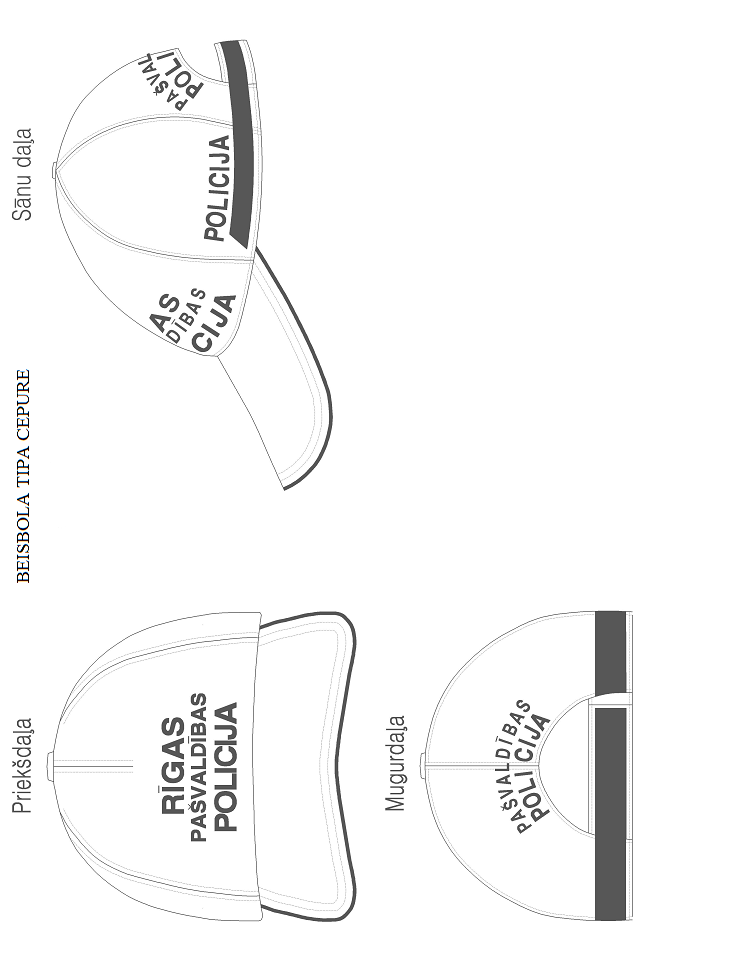 BEISBOLA TIPA CEPURE
Priekšdaļa
RĪGAS
PAŠVALDĪBAS
POLICIJA
Sānu daļa
AS
DĪBAS
CIJA
POLICIJA
PAŠVAL
POLI
Mugurdaļa
PAŠVALDĪBAS
POLICIJA